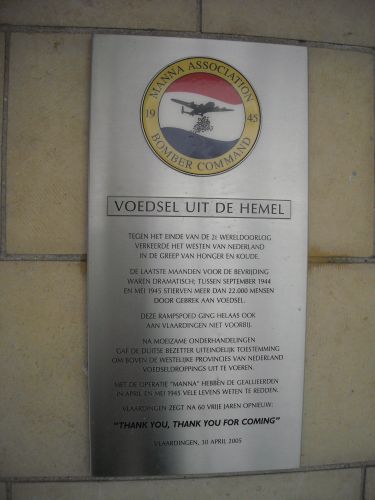 MANNA ASSOCIATION
19 45
BOMBER COMMAND
VOEDSEL UIT DE HEMEL
TEGEN HET EINDE VAN DE 2E WERELDOORLOG
VERKEERDE HET WESTEN VAN NEDERLAND
IN DE GREEP VAN HONGER EN KOUDE.
DE LAATSTE MAANDEN VOOR DE BEVRIJDING
WAREN DRAMATISCH; TUSSEN SEPTEMBER 1944
EN MEI 1945 STIERVEN MEER DAN 22.000 MENSEN
DOOR GEBREK AAN VOEDSEL.
DEZE RAMPSPOED GING HELAAS OOK
AAN VLAARDINGEN NIET VOORBIJ.
NA MOEIZAME ONDERHANDELINGEN
GAF DE DUITSE BEZETTER UITEINDELIJK TOESTEMMING
OM BOVEN DE WESTELIJKE PROVINCIES VAN NEDERLAND
VOEDSELDROPPINGS UIT TE VOEREN.
MET DE OPERATIE "MANNA" HEBBEN DE GEALLIEERDEN
IN APRIL EN MEI 1945 VELE LEVENS WETEN TE REDDEN.
VLAARDINGEN ZEGT NA 60 VRIJE JAREN OPNIEUW:
"THANK YOU, THANK YOU FOR COMING"
VLAARDINGEN, 30 APRIL 2005